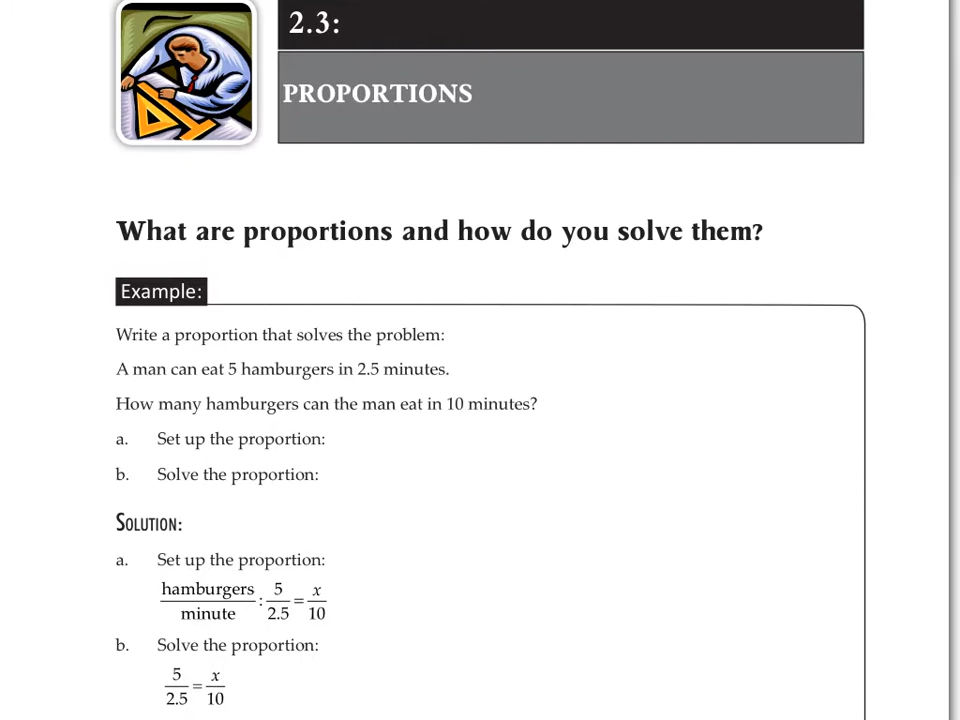 2.3:
PROPORTIONS
What are proportions and how do you solve them?
Example:
Write a proportion that solves the problem:
A man can eat 5 hamburgers in 2.5 minutes.
How many hamburgers can the man eat in 10 minutes?
a. Set up the proportion:
b. Solve the proportion:
SOLUTION:
a. Set up the proportion:
hamburgers/minute : 5/2.5 = x/10
b. Solve the proportion:
5/2.5 = x/10